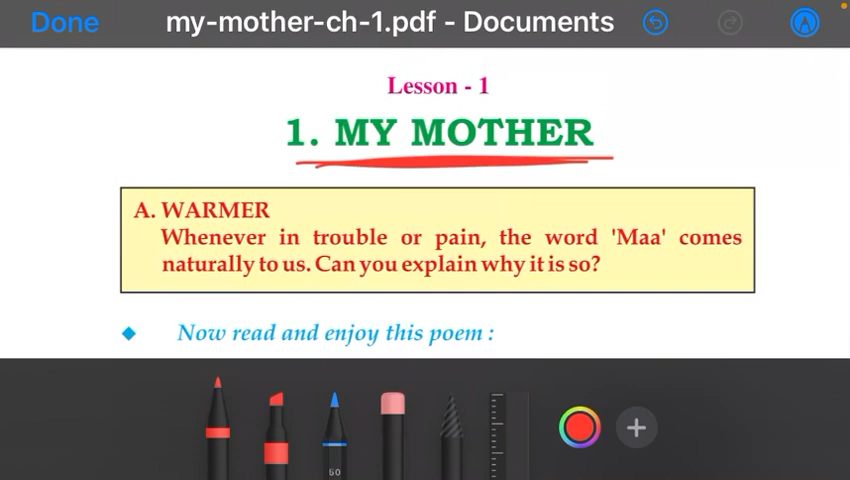 Done my-mother-ch-1.pdf - Documents
Lesson - 1
1. MY MOTHER
A. WARMER
Whenever in trouble or pain, the word 'Maa' comes
naturally to us. Can you explain why it is so?
◆ Now read and enjoy this poem :
50